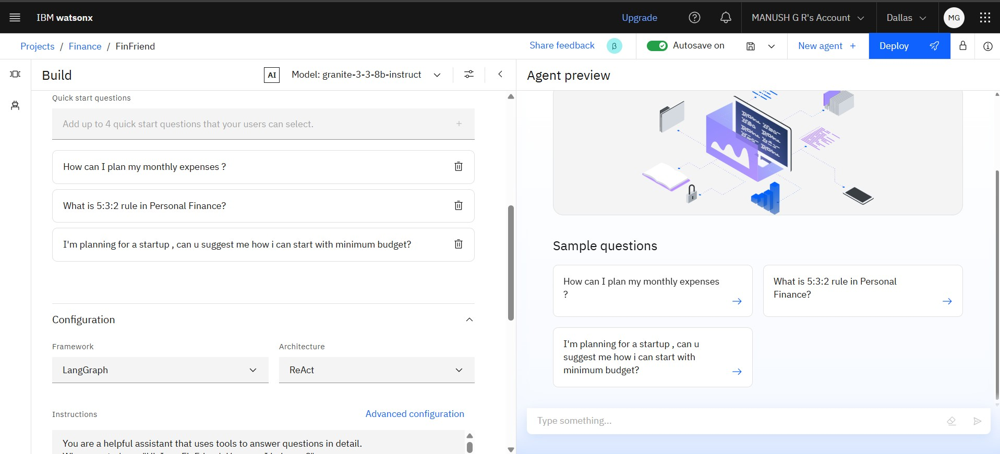 IBM watsonx
Upgrade
MANUSH G R's Account
Dallas
MG
Projects / Finance / FinFriend
Share feedback
β
Autosave on
New agent +
Deploy
Build
AI
Model: granite-3-3-8b-instruct
Agent preview
Quick start questions
Add up to 4 quick start questions that your users can select.
How can I plan my monthly expenses ?
What is 5:3:2 rule in Personal Finance?
I'm planning for a startup , can u suggest me how i can start with minimum budget?
Configuration
Framework
Architecture
LangGraph
ReAct
Instructions
Advanced configuration
You are a helpful assistant that uses tools to answer questions in detail.
Sample questions
How can I plan my monthly expenses
?
What is 5:3:2 rule in Personal
Finance?
I'm planning for a startup , can u
suggest me how i can start with
minimum budget?
Type something...